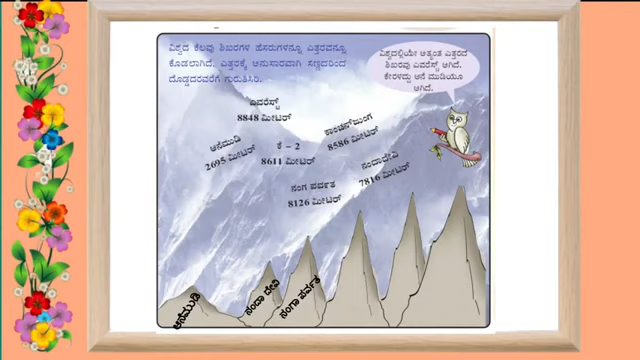 ವಿಶ್ವದ ಕೆಲವು ಶಿಖರಗಳ ಹೆಸರುಗಳನ್ನೂ ಎತ್ತರವನ್ನೂ
ಕೊಡಲಾಗಿದೆ. ಎತ್ತರಕ್ಕೆ ಅನುಸಾರವಾಗಿ ಸಣ್ಣದರಿಂದ
ದೊಡ್ಡದರವರೆಗೆ ಗುರುತಿಸಿರಿ.
ವಿಶ್ವದಲ್ಲಿಯೇ ಅತ್ಯಂತ ಎತ್ತರದ
ಶಿಖರವು ಎವರೆಸ್ಟ್ ಆಗಿದೆ.
ಕೇರಳದ್ದು ಆನೆ ಮುಡಿಯೂ
ಆಗಿದೆ.
ಎವರೆಸ್ಟ್
8848 ಮೀಟರ್
ಆನೆಮುಡಿ
2695 ಮೀಟರ್
ಕೆ – 2
8611 ಮೀಟರ್
ಕಾಂಚನ್‌ಜುಂಗ
8586 ಮೀಟರ್
ನಂಗ ಪರ್ವತ
8126 ಮೀಟರ್
ನಂದಾದೇವಿ
7816 ಮೀಟರ್
ಆನೆಮುಡಿ
ನಂದಾ ದೇವಿ
ನಂಗಾ ಪರ್ವತ